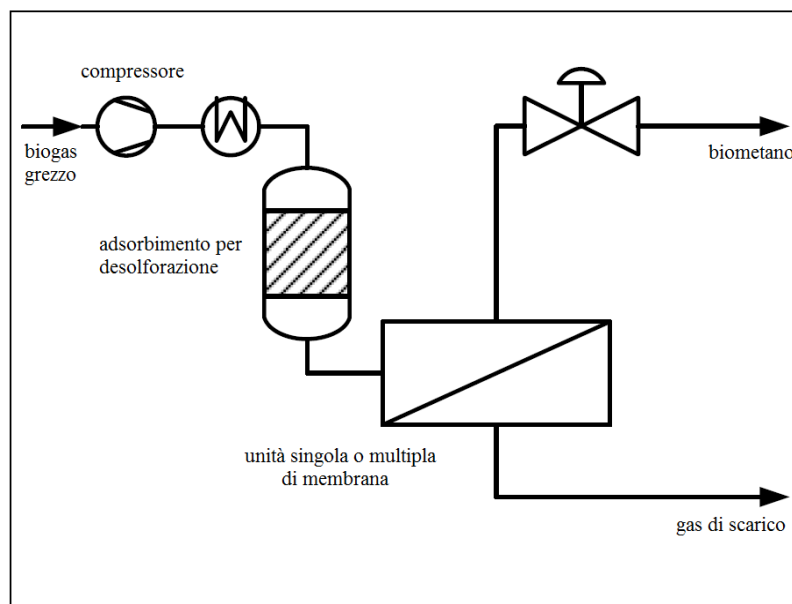 compressore
biogas
grezzo
biometano
adsorbimento per
desolforazione
unità singola o multipla
di membrana
gas di scarico